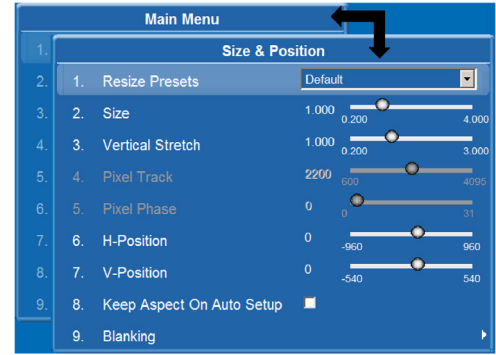 Main Menu
1.
Size & Position
2.
1. Resize Presets Default
3.
2. Size 1.000 0.200 4.000
4.
3. Vertical Stretch 1.000 0.200 3.000
5.
4. Pixel Track 2200 600 4095
6.
5. Pixel Phase 0 0 31
7.
6. H-Position 0 -960 960
8.
7. V-Position 0 -540 540
9.
8. Keep Aspect On Auto Setup
9. Blanking